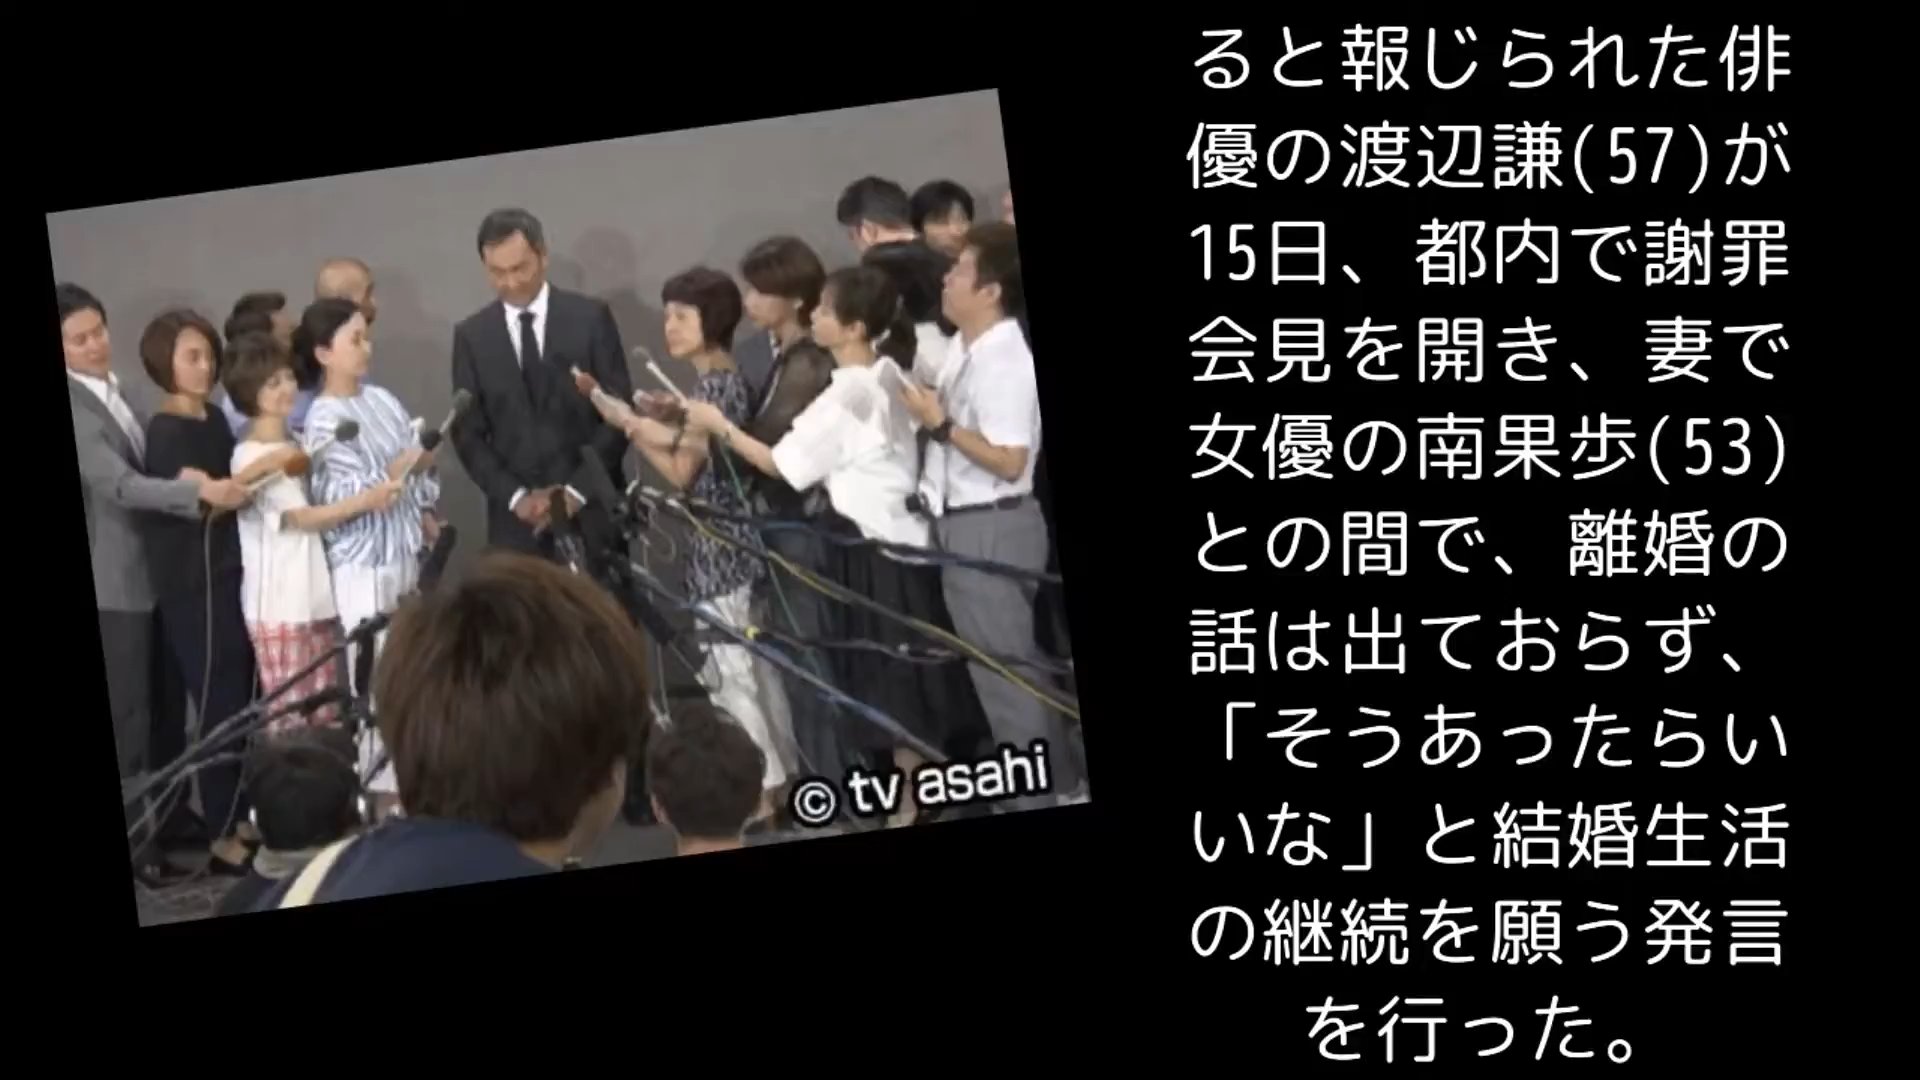 ると報じられた俳
優の渡辺謙(57)が
15日、都内で謝罪
会見を開き、妻で
女優の南果歩(53)
との間で、離婚の
話は出ておらず、
「そうあったらい
いな」と結婚生活
の継続を願う発言
を行った。
© tv asahi